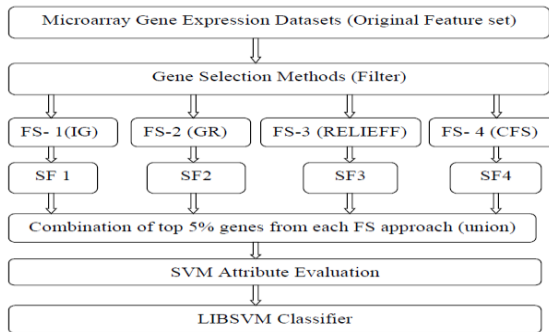 Microarray Gene Expression Datasets (Original Feature set)
Gene Selection Methods (Filter)
FS- 1(IG)
FS-2 (GR)
FS-3 (RELIEFF)
FS- 4 (CFS)
SF 1
SF2
SF3
SF4
Combination of top 5% genes from each FS approach (union)
SVM Attribute Evaluation
LIBSVM Classifier